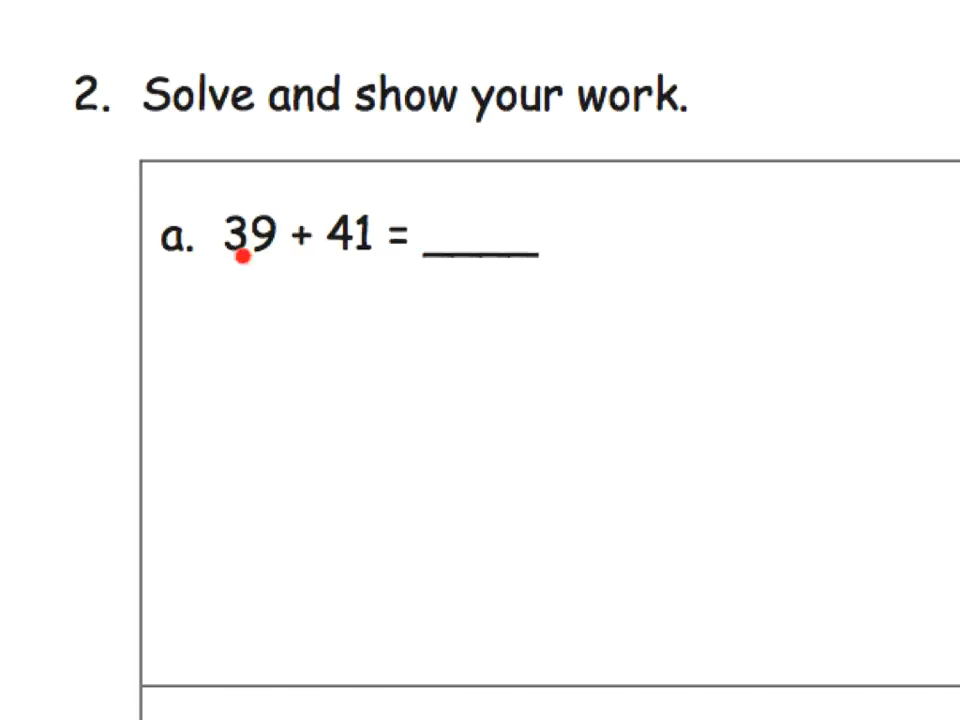 2. Solve and show your work.
a. 39 + 41 = _____